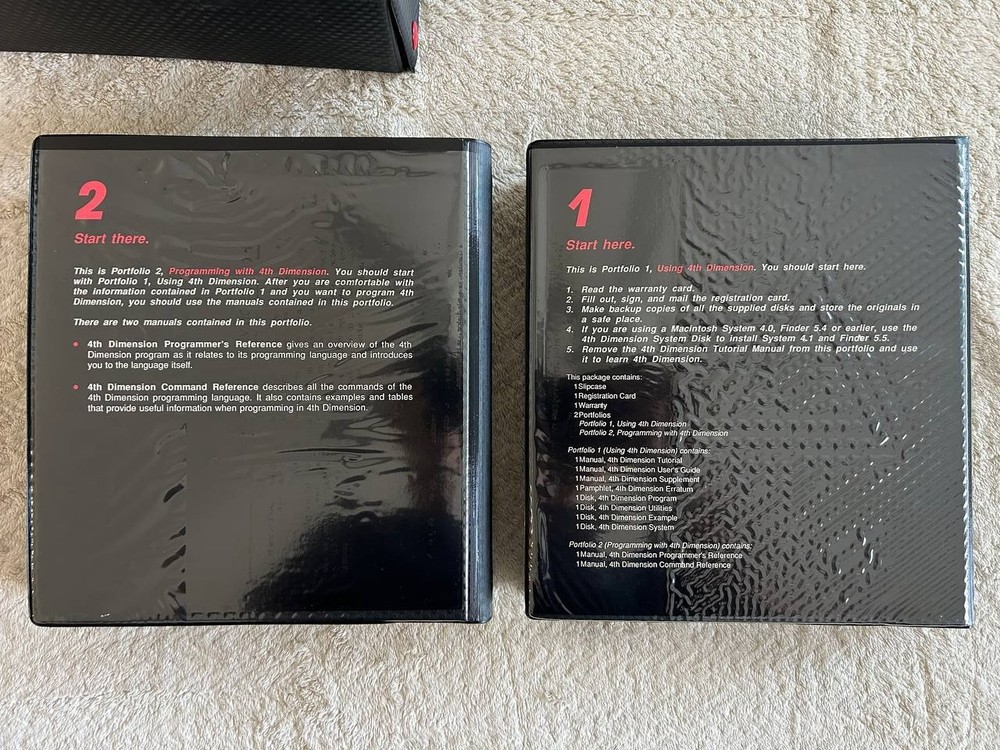 2
Start there.
This is Portfolio 2, Programming with 4th Dimension. You should start
with Portfolio 1, Using 4th Dimension. After you are comfortable with
the information contained in Portfolio 1 and you want to program 4th
Dimension, you should use the manuals contained in this portfolio.
There are two manuals contained in this portfolio.
• 4th Dimension Programmer's Reference gives an overview of the 4th
Dimension program as it relates to its programming language and introduces
you to the language itself.
• 4th Dimension Command Reference describes all the commands of the
4th Dimension programming language. It also contains examples and tables
that provide useful information when programming in 4th Dimension.
1
Start here.
This is Portfolio 1, Using 4th Dimension. You should start here.
1. Read the warranty card.
2. Fill out, sign, and mail the registration card.
3. Make backup copies of all the supplied disks and store the originals in
a safe place.
4. If you are using a Macintosh System 4.0, Finder 5.4 or earlier, use the
4th Dimension System Disk to install System 4.1 and Finder 5.5.
5. Remove the 4th Dimension Tutorial Manual from this portfolio and use
it to learn 4th Dimension.
This package contains:
1 Slipcase
1 Registration Card
1 Warranty
2 Portfolios
Portfolio 1, Using 4th Dimension
Portfolio 2, Programming with 4th Dimension
Portfolio 1 (Using 4th Dimension) contains:
1 Manual, 4th Dimension Tutorial
1 Manual, 4th Dimension User's Guide
1 Manual, 4th Dimension Supplement
1 Pamphlet, 4th Dimension Erratum
1 Disk, 4th Dimension Program
1 Disk, 4th Dimension Utilities
1 Disk, 4th Dimension Example
1 Disk, 4th Dimension System
Portfolio 2 (Programming with 4th Dimension) contains:
1 Manual, 4th Dimension Programmer's Reference
1 Manual, 4th Dimension Command Reference